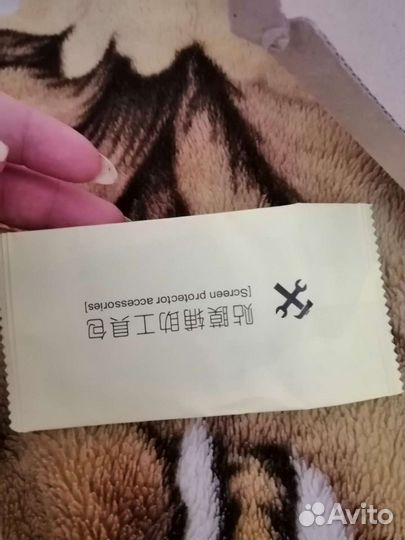 贴膜辅助工具包
[Screen protector accessories]
Avito